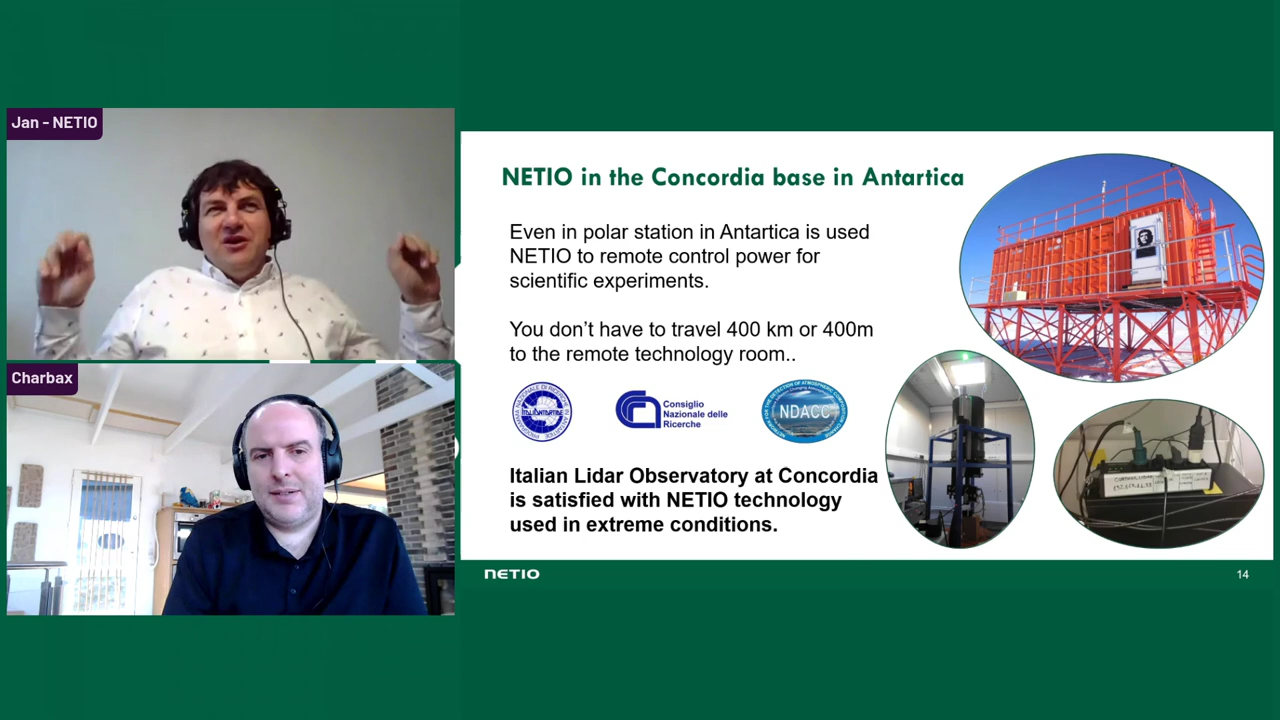 Jan - NETIO
Charbax
NETIO in the Concordia base in Antartica
Even in polar station in Antartica is used
NETIO to remote control power for
scientific experiments.
You don't have to travel 400 km or 400m
to the remote technology room..
Consiglio
Nazionale delle
Ricerche
NDACC
Italian Lidar Observatory at Concordia
is satisfied with NETIO technology
used in extreme conditions.
NETIO
14